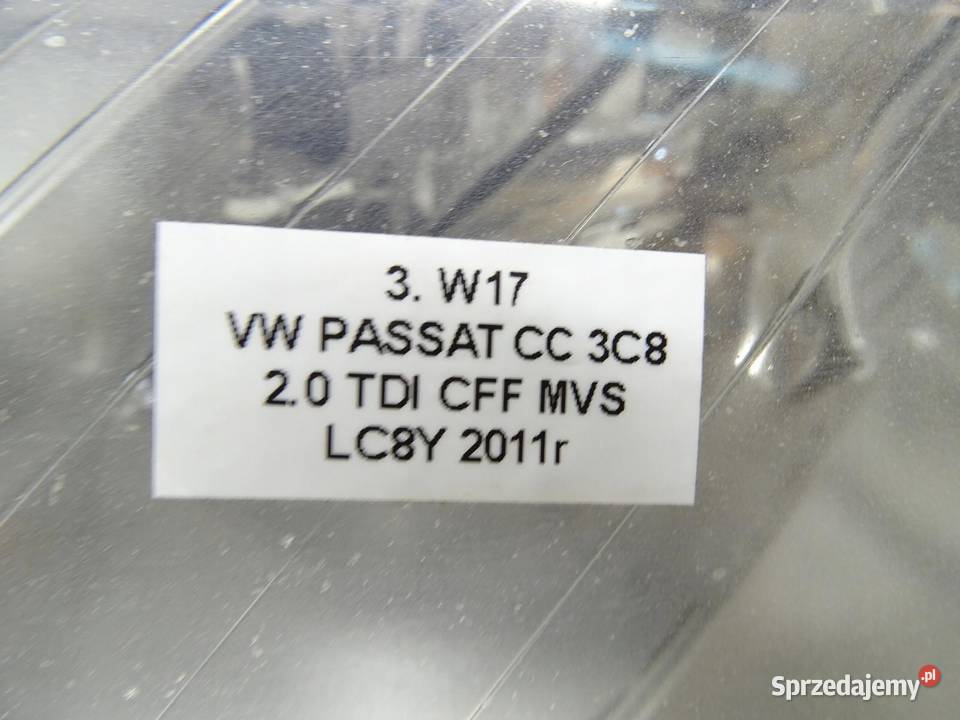 3. W17
VW PASSAT CC 3C8
2.0 TDI CFF MVS
LC8Y 2011r
Sprzedajemy.pl